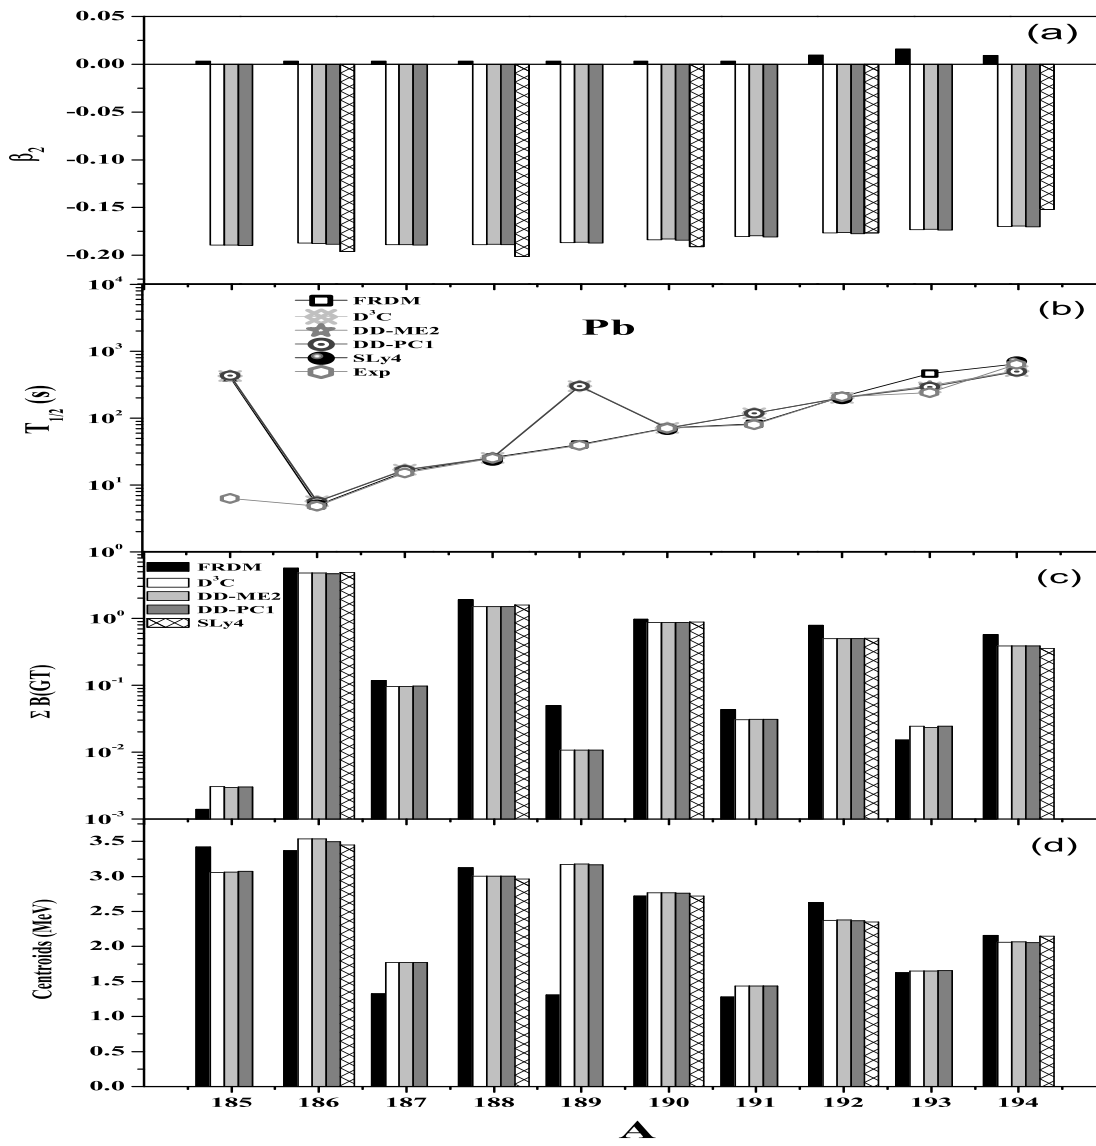 0.05
(a)
0.00
-0.05
-0.10
-0.15
-0.20
β2
10⁴
FRDM
D³C
DD-ME2
DD-PC1
SLy4
Exp
Pb
(b)
10³
10²
10¹
10⁰
T1/2 (s)
FRDM
D³C
DD-ME2
DD-PC1
SLy4
(c)
10⁰
10⁻¹
10⁻²
10⁻³
Σ B(GT)
(d)
3.5
3.0
2.5
2.0
1.5
1.0
0.5
0.0
Centroids (MeV)
185 186 187 188 189 190 191 192 193 194
A